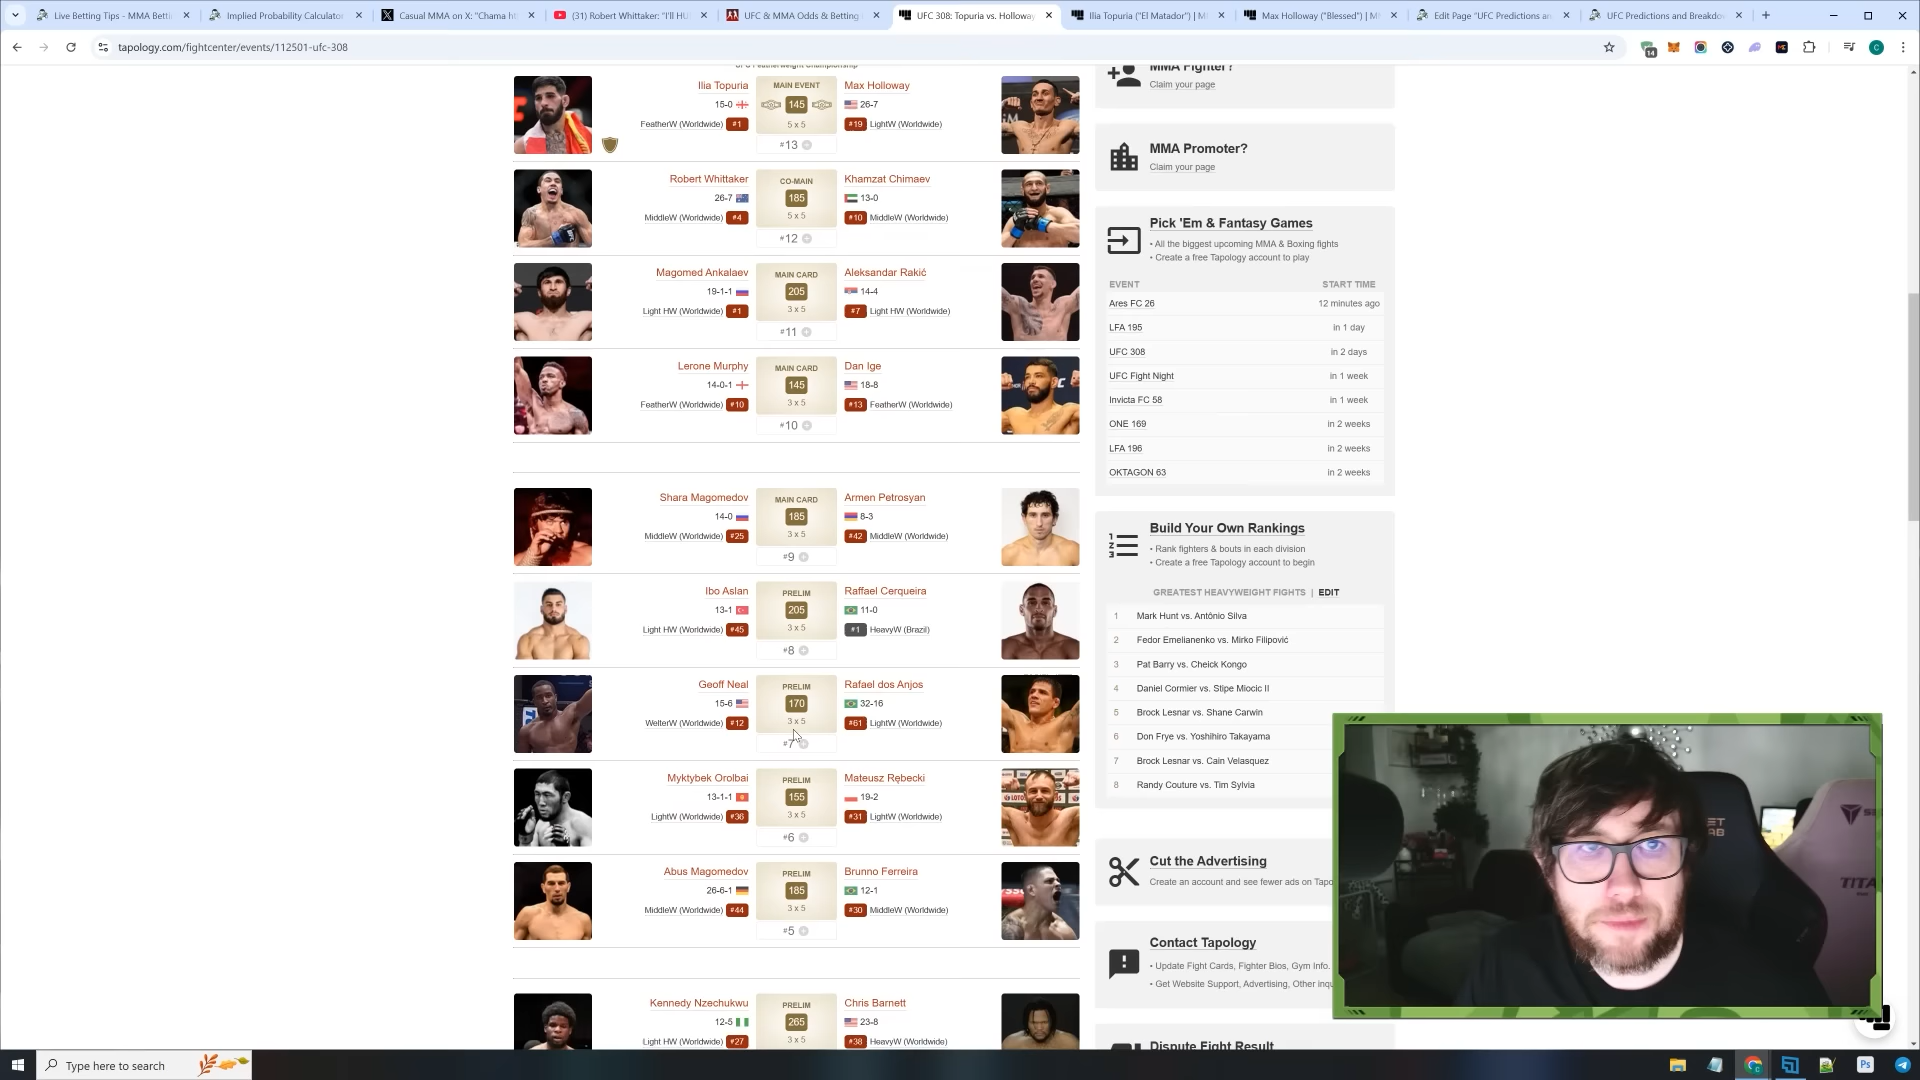 Live Betting Tips - MMA Betti
Implied Probability Calculator
Casual MMA on X: "Chama h
(31) Robert Whittaker: "I'll HU
UFC & MMA Odds & Betting
UFC 308: Topuria vs. Holloway
Ilia Topuria ("El Matador") | M
Max Holloway ("Blessed") | M
Edit Page "UFC Predictions an
UFC Predictions and Breakdo
tapology.com/fightcenter/events/112501-ufc-308
14
C
UFC Featherweight Championship
Ilia Topuria
15-0
FeatherW (Worldwide) #1
MAIN EVENT
145
5 x 5
#13
Max Holloway
26-7
#19 LightW (Worldwide)
Robert Whittaker
26-7
MiddleW (Worldwide) #4
CO-MAIN
185
5 x 5
#12
Khamzat Chimaev
13-0
#10 MiddleW (Worldwide)
Magomed Ankalaev
19-1-1
Light HW (Worldwide) #1
MAIN CARD
205
3 x 5
#11
Aleksandar Rakić
14-4
#7 Light HW (Worldwide)
Lerone Murphy
14-0-1
FeatherW (Worldwide) #10
MAIN CARD
145
3 x 5
#10
Dan Ige
18-8
#13 FeatherW (Worldwide)
Shara Magomedov
14-0
MiddleW (Worldwide) #25
MAIN CARD
185
3 x 5
#9
Armen Petrosyan
8-3
#42 MiddleW (Worldwide)
Ibo Aslan
13-1
Light HW (Worldwide) #45
PRELIM
205
3 x 5
#8
Raffael Cerqueira
11-0
#1 HeavyW (Brazil)
Geoff Neal
15-6
WelterW (Worldwide) #12
PRELIM
170
3 x 5
#7
Rafael dos Anjos
32-16
#61 LightW (Worldwide)
Myktybek Orolbai
13-1-1
LightW (Worldwide) #36
PRELIM
155
3 x 5
#6
Mateusz Rębecki
19-2
#31 LightW (Worldwide)
Abus Magomedov
26-6-1
MiddleW (Worldwide) #44
PRELIM
185
3 x 5
#5
Brunno Ferreira
12-1
#30 MiddleW (Worldwide)
Kennedy Nzechukwu
12-5
Light HW (Worldwide) #27
PRELIM
265
3 x 5
Chris Barnett
23-8
#38 HeavyW (Worldwide)
MMA Fighter?
Claim your page
MMA Promoter?
Claim your page
Pick 'Em & Fantasy Games
• All the biggest upcoming MMA & Boxing fights
• Create a free Tapology account to play
EVENT START TIME
Ares FC 26 12 minutes ago
LFA 195 in 1 day
UFC 308 in 2 days
UFC Fight Night in 1 week
Invicta FC 58 in 1 week
ONE 169 in 2 weeks
LFA 196 in 2 weeks
OKTAGON 63 in 2 weeks
Build Your Own Rankings
• Rank fighters & bouts in each division
• Create a free Tapology account to begin
GREATEST HEAVYWEIGHT FIGHTS | EDIT
1 Mark Hunt vs. Antônio Silva
2 Fedor Emelianenko vs. Mirko Filipović
3 Pat Barry vs. Cheick Kongo
4 Daniel Cormier vs. Stipe Miocic II
5 Brock Lesnar vs. Shane Carwin
6 Don Frye vs. Yoshihiro Takayama
7 Brock Lesnar vs. Cain Velasquez
8 Randy Couture vs. Tim Sylvia
Cut the Advertising
Create an account and see fewer ads on Tapo
Contact Tapology
• Update Fight Cards, Fighter Bios, Gym Info.
• Get Website Support, Advertising, Other inqu
Dispute Fight Result
TITA
Type here to search
Ps